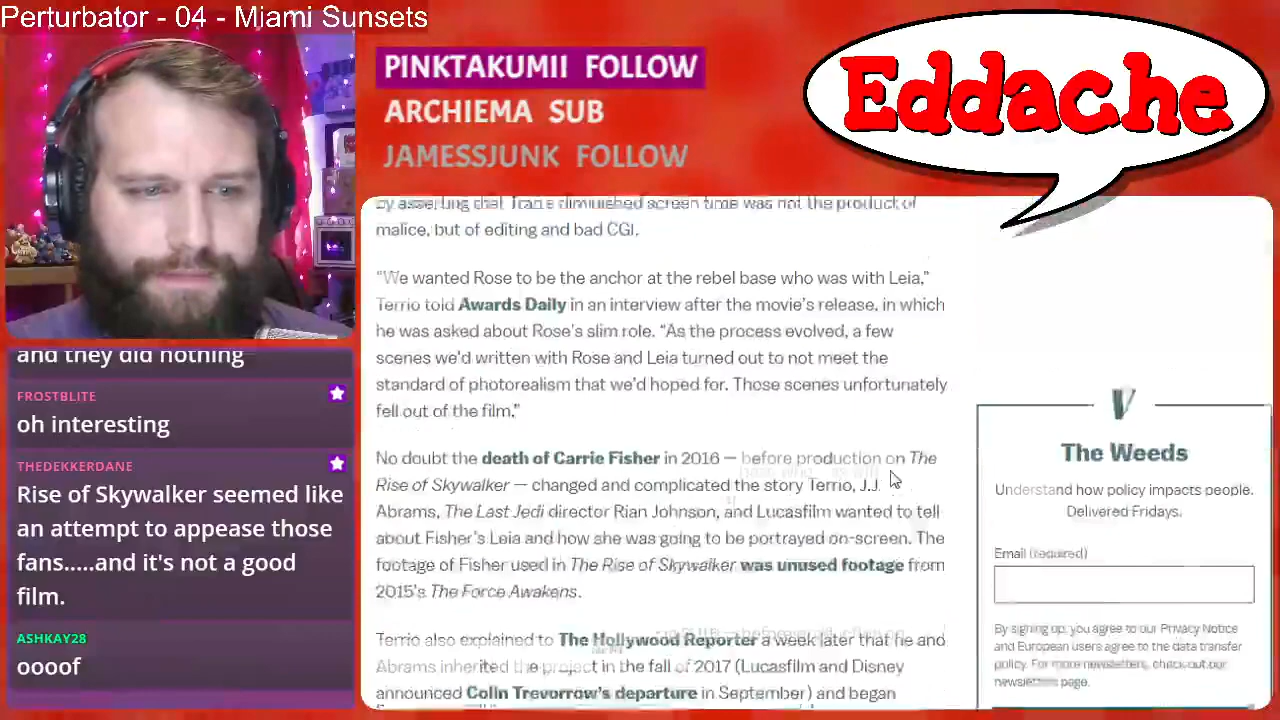 Perturbator - 04 - Miami Sunsets
PINKTAKUMII FOLLOW
ARCHIEMA SUB
JAMESSJUNK FOLLOW
Eddache
and they did nothing
FROSTBLITE
oh interesting
THEDEKKERDANE
Rise of Skywalker seemed like
an attempt to appease those
fans.....and it's not a good
film.
ASHKAY28
oooof
by asserting that Tran's diminished screen time was not the product of
malice, but of editing and bad CGI.
“We wanted Rose to be the anchor at the rebel base who was with Leia,”
Terrio told Awards Daily in an interview after the movie's release, in which
he was asked about Rose's slim role. “As the process evolved, a few
scenes we'd written with Rose and Leia turned out to not meet the
standard of photorealism that we'd hoped for. Those scenes unfortunately
fell out of the film.”
No doubt the death of Carrie Fisher in 2016 — before production on The
Rise of Skywalker — changed and complicated the story Terrio, J.J.
Abrams, The Last Jedi director Rian Johnson, and Lucasfilm wanted to tell
about Fisher's Leia and how she was going to be portrayed on-screen. The
footage of Fisher used in The Rise of Skywalker was unused footage from
2015's The Force Awakens.
Terrio also explained to The Hollywood Reporter a week later that he and
Abrams inherited the project in the fall of 2017 (Lucasfilm and Disney
announced Colin Trevorrow's departure in September) and began
V
The Weeds
Understand how policy impacts people.
Delivered Fridays.
Email (required)
By signing up, you agree to our Privacy Notice
and European users agree to the data transfer
policy. For more newsletters, check out our
newsletters page.